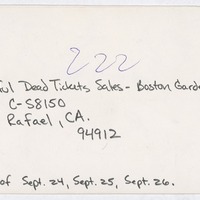 222
ful Dead Tickets Sales - Boston Garde
C-S8150
Rafael, CA.
94912
of Sept. 24, Sept. 25, Sept. 26.